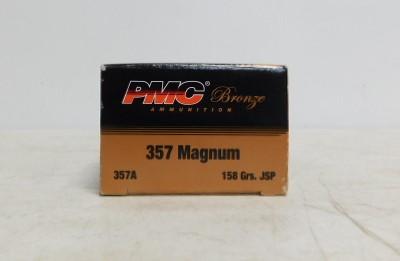 PMC® Bronze
AMMUNITION
357 Magnum
357A 158 Grs. JSP